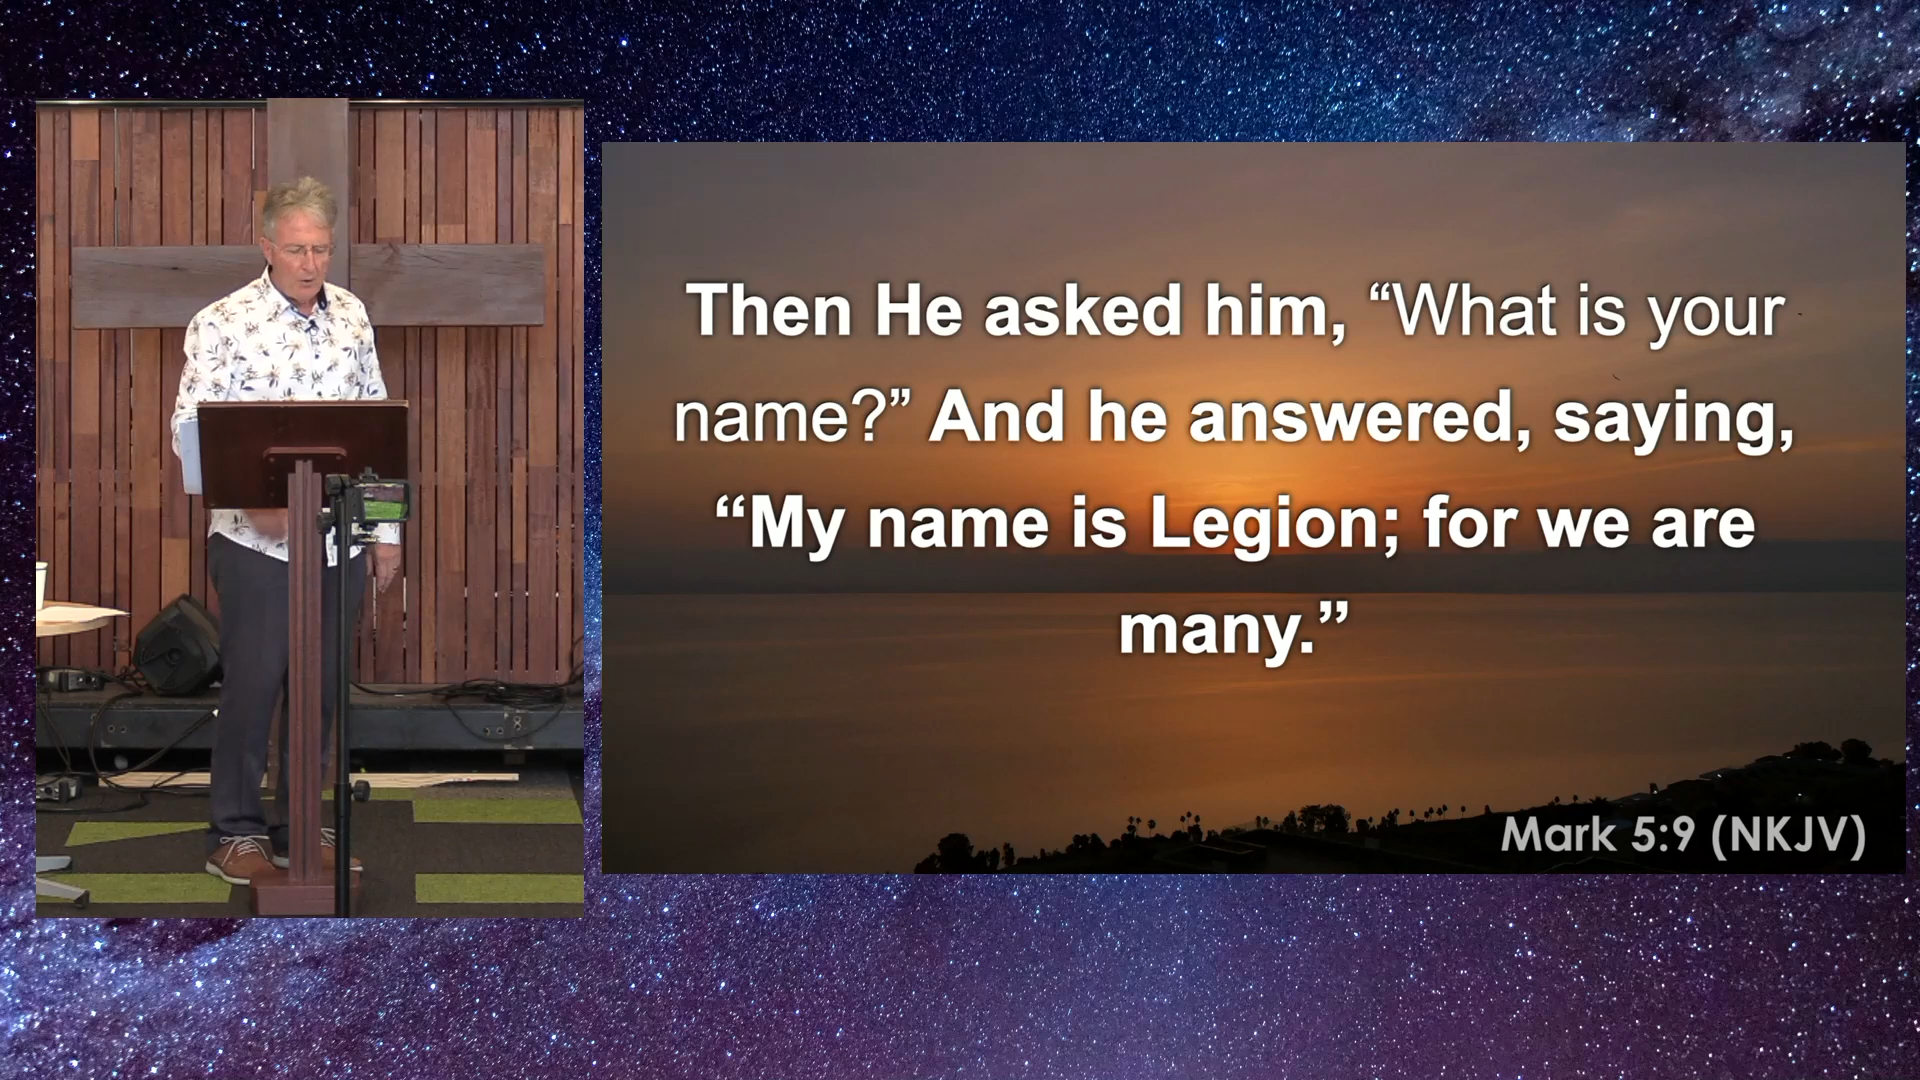 Then He asked him, “What is your
name?” And he answered, saying,
“My name is Legion; for we are
many.”
Mark 5:9 (NKJV)